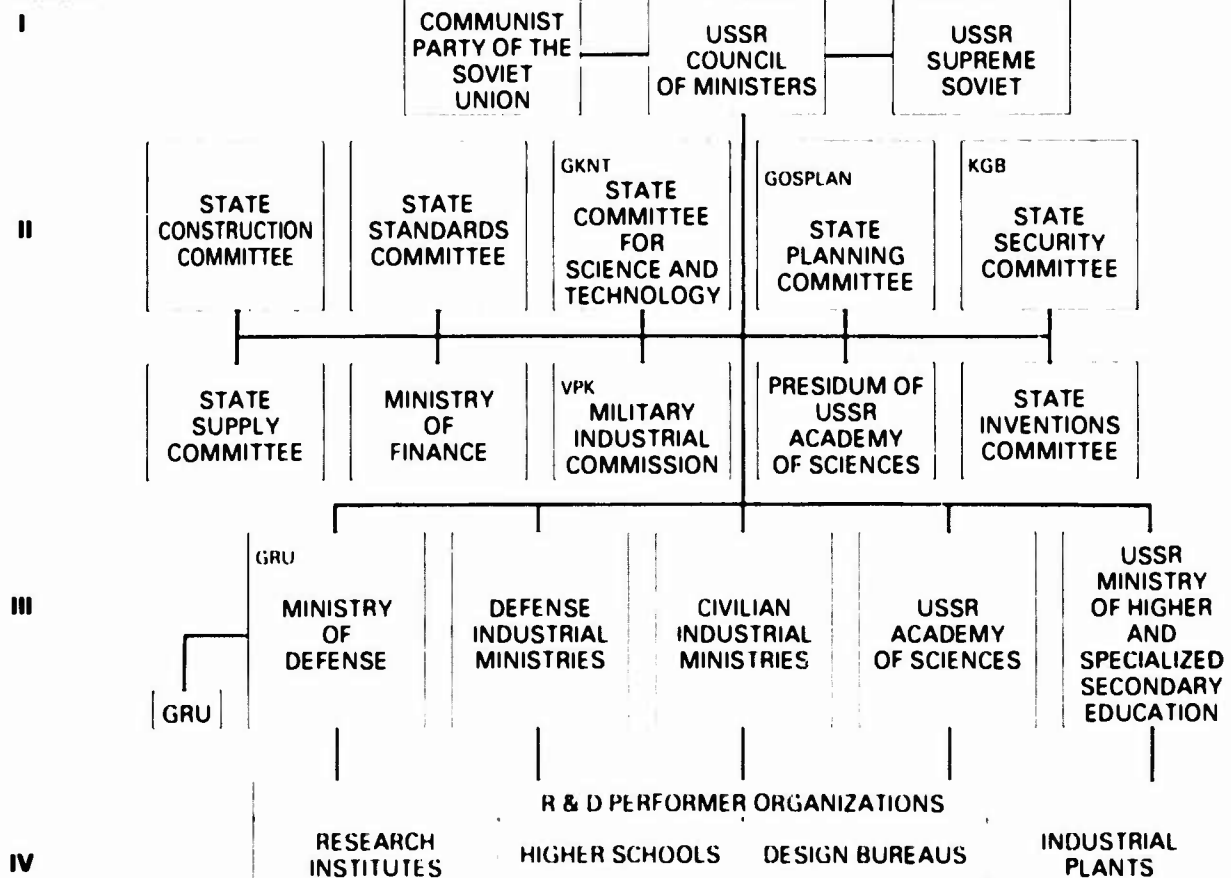 I
COMMUNIST
PARTY OF THE
SOVIET
UNION
USSR
COUNCIL
OF MINISTERS
USSR
SUPREME
SOVIET
II
STATE
CONSTRUCTION
COMMITTEE
STATE
STANDARDS
COMMITTEE
GKNT
STATE
COMMITTEE
FOR
SCIENCE AND
TECHNOLOGY
GOSPLAN
STATE
PLANNING
COMMITTEE
KGB
STATE
SECURITY
COMMITTEE
STATE
SUPPLY
COMMITTEE
MINISTRY
OF
FINANCE
VPK
MILITARY
INDUSTRIAL
COMMISSION
PRESIDUM OF
USSR
ACADEMY
OF SCIENCES
STATE
INVENTIONS
COMMITTEE
III
GRU
MINISTRY
OF
DEFENSE
GRU
DEFENSE
INDUSTRIAL
MINISTRIES
CIVILIAN
INDUSTRIAL
MINISTRIES
USSR
ACADEMY
OF SCIENCES
USSR
MINISTRY
OF HIGHER
AND
SPECIALIZED
SECONDARY
EDUCATION
R & D PERFORMER ORGANIZATIONS
IV
RESEARCH
INSTITUTES
HIGHER SCHOOLS
DESIGN BUREAUS
INDUSTRIAL
PLANTS